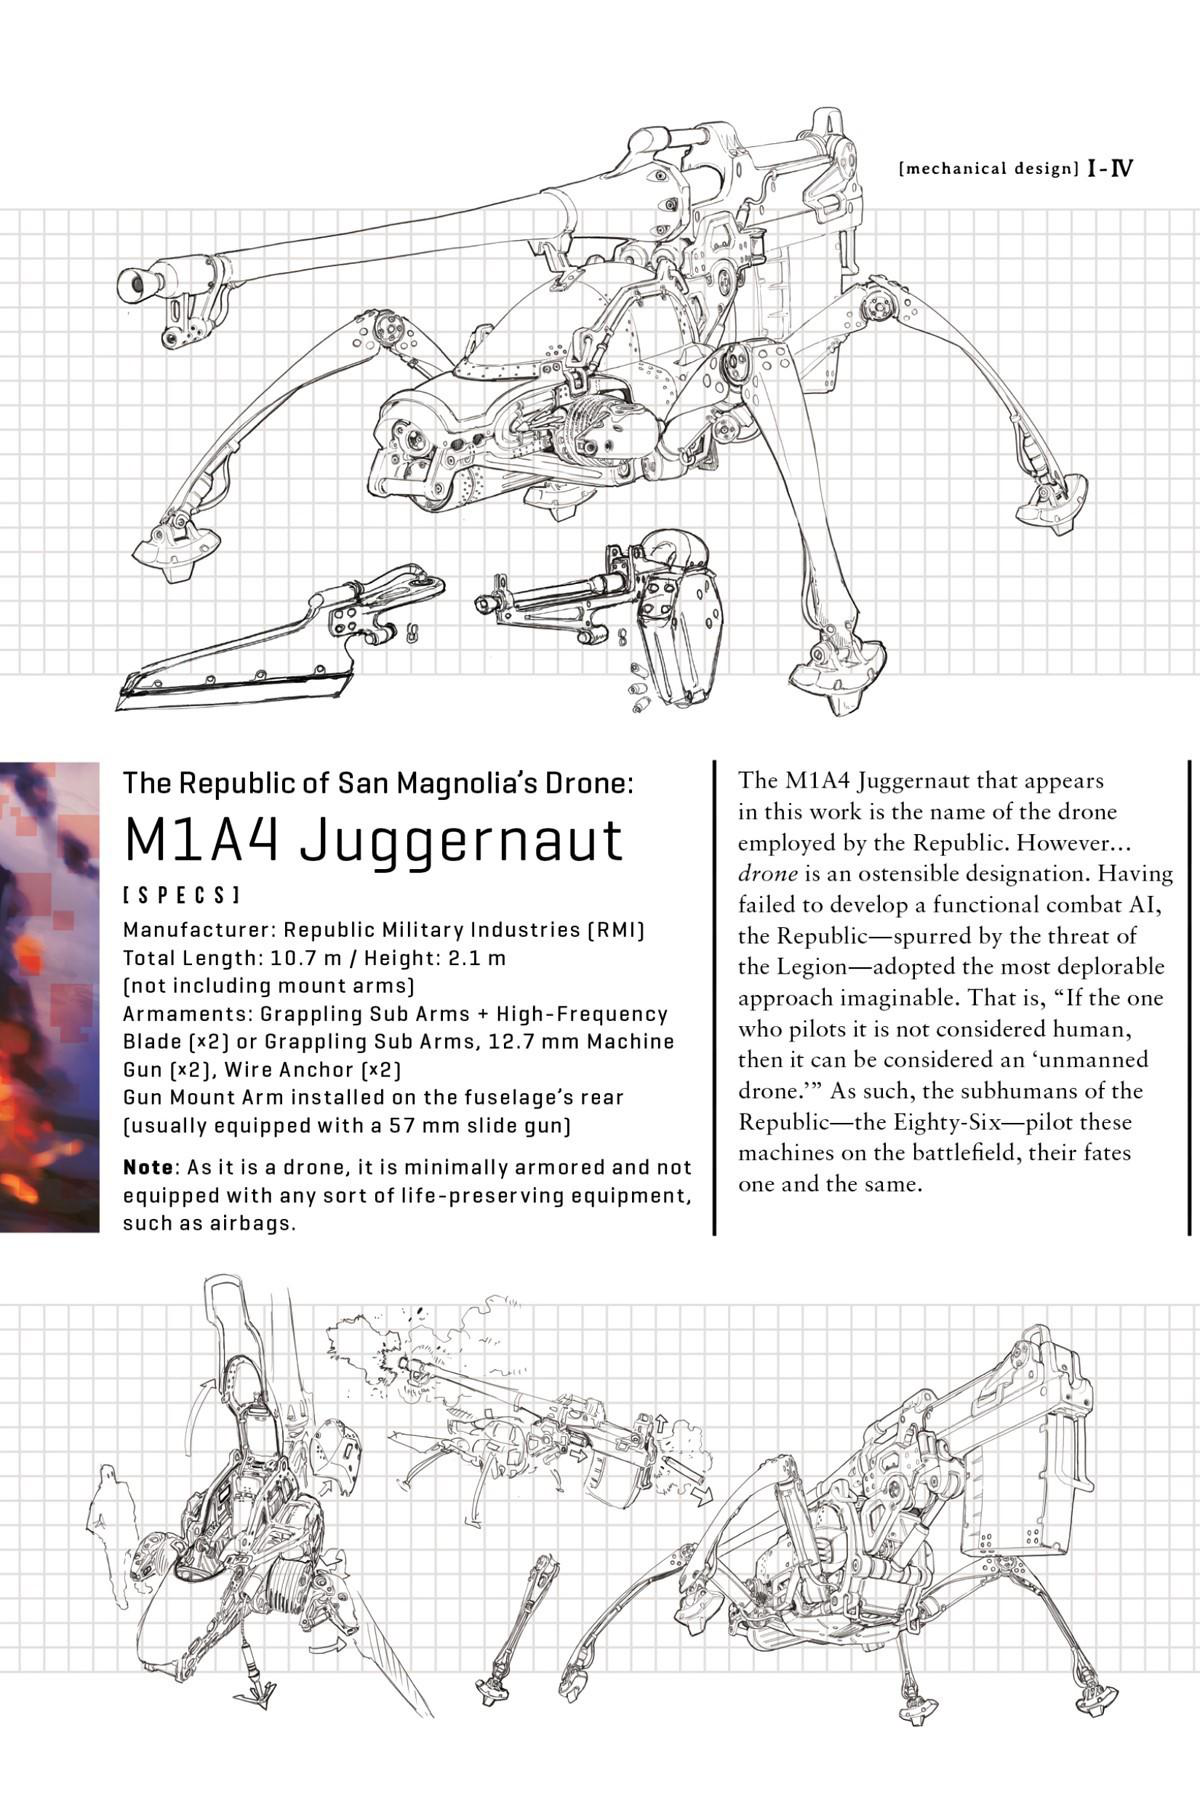 [mechanical design] I-IV
The Republic of San Magnolia's Drone:
M1A4 Juggernaut
[SPECS]
Manufacturer: Republic Military Industries (RMI)
Total Length: 10.7 m / Height: 2.1 m
(not including mount arms)
Armaments: Grappling Sub Arms + High-Frequency
Blade (×2) or Grappling Sub Arms, 12.7 mm Machine
Gun (×2), Wire Anchor (×2)
Gun Mount Arm installed on the fuselage's rear
(usually equipped with a 57 mm slide gun)
Note: As it is a drone, it is minimally armored and not
equipped with any sort of life-preserving equipment,
such as airbags.
The M1A4 Juggernaut that appears
in this work is the name of the drone
employed by the Republic. However…
drone is an ostensible designation. Having
failed to develop a functional combat AI,
the Republic—spurred by the threat of
the Legion—adopted the most deplorable
approach imaginable. That is, “If the one
who pilots it is not considered human,
then it can be considered an ‘unmanned
drone.’” As such, the subhumans of the
Republic—the Eighty-Six—pilot these
machines on the battlefield, their fates
one and the same.